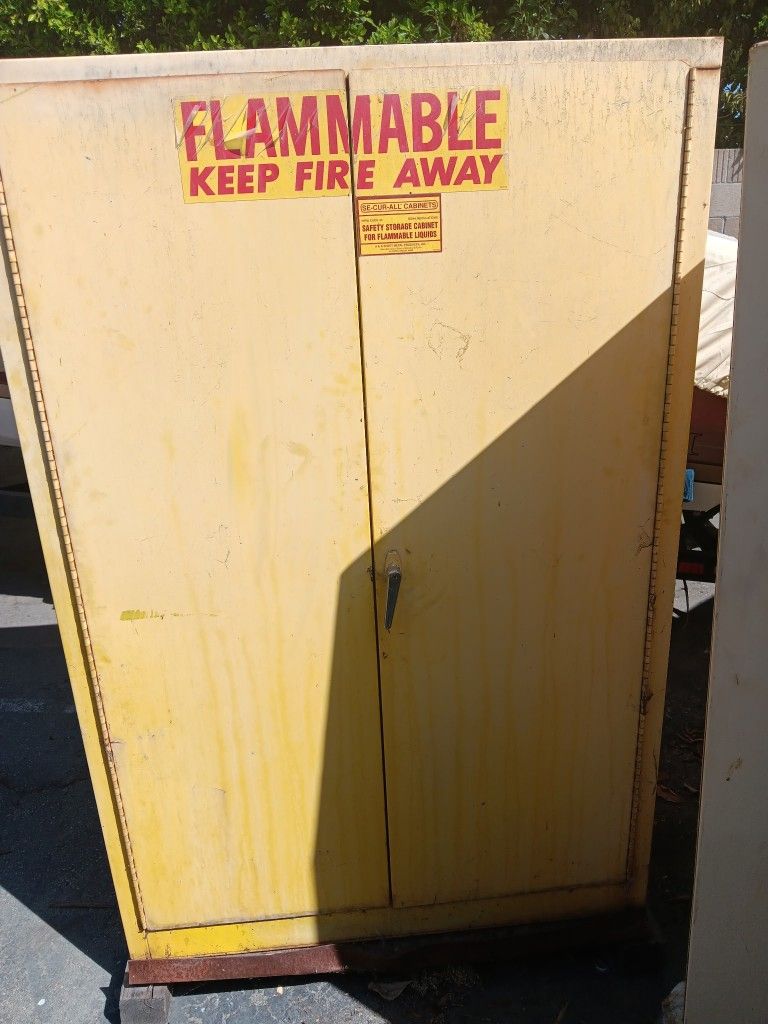 FLAMMABLE
KEEP FIRE AWAY
SE-CUR-ALL CABINETS
SAFETY STORAGE CABINET
FOR FLAMMABLE LIQUIDS